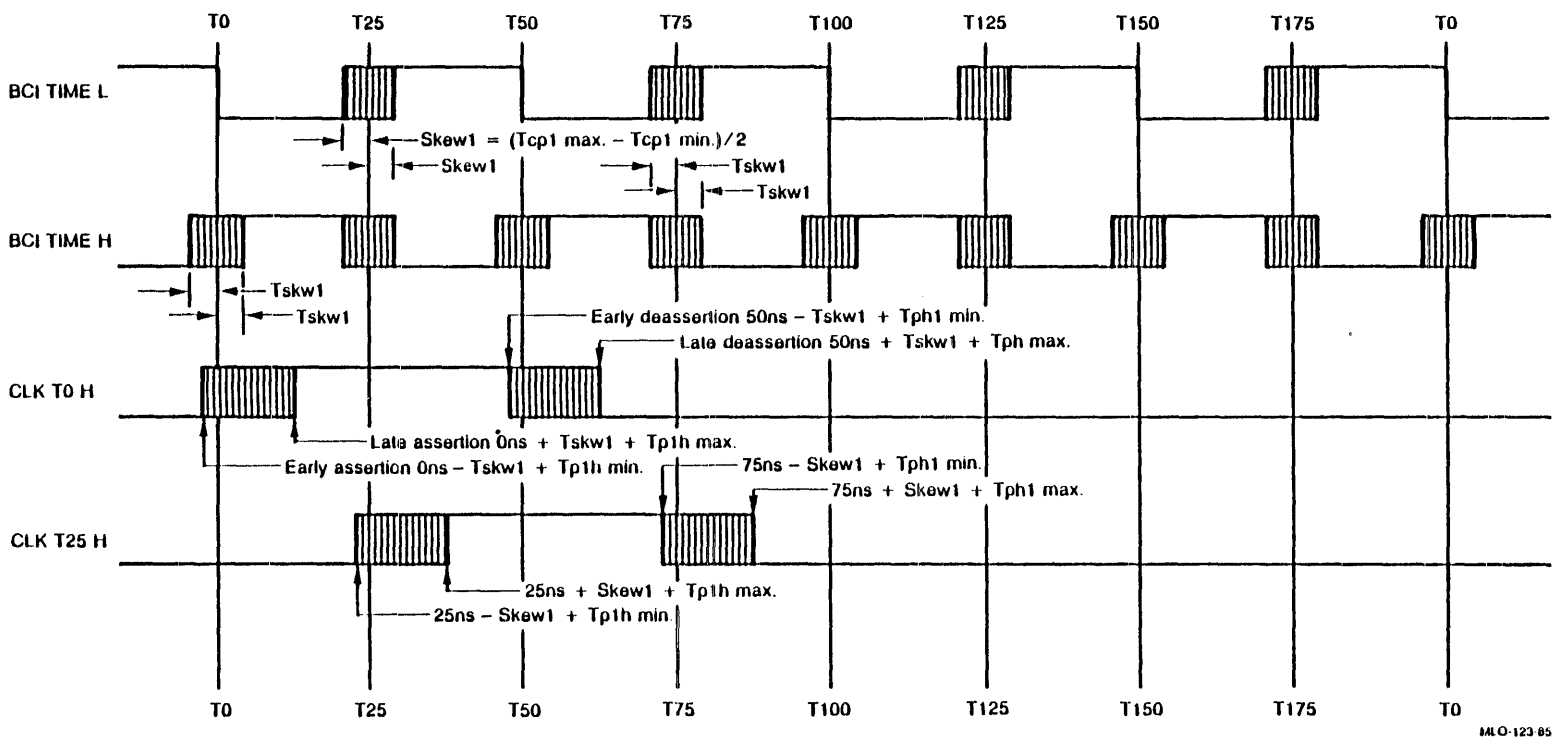 T0 T25 T50 T75 T100 T125 T150 T175 T0
BCI TIME L
Skew1 = (Tcp1 max. – Tcp1 min.)/2
Skew1
Tskw1
Tskw1
BCI TIME H
Tskw1
Tskw1
Early deassertion 50ns – Tskw1 + Tph1 min.
Late deassertion 50ns + Tskw1 + Tph max.
CLK T0 H
Late assertion 0ns + Tskw1 + Tp1h max.
Early assertion 0ns – Tskw1 + Tp1h min.
75ns – Skew1 + Tph1 min.
75ns + Skew1 + Tph1 max.
CLK T25 H
25ns + Skew1 + Tp1h max.
25ns – Skew1 + Tp1h min.
T0 T25 T50 T75 T100 T125 T150 T175 T0
MLO-123-85